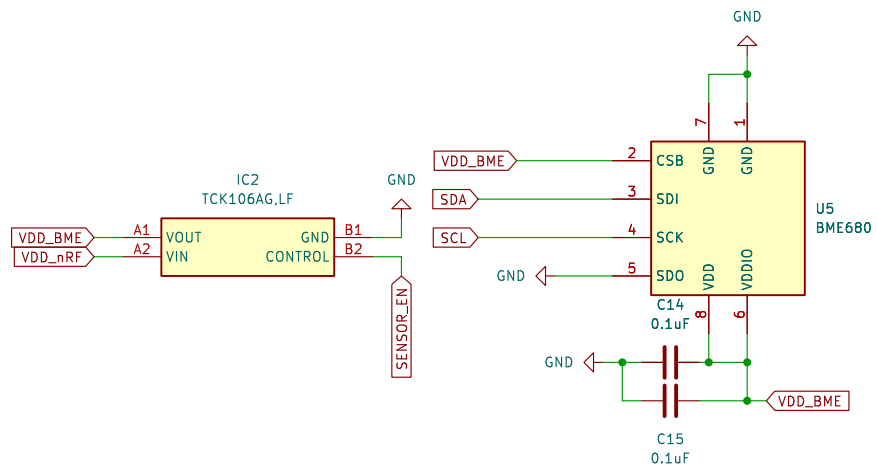 GND
7
1
GND
GND
VDD_BME
2
CSB
IC2
TCK106AG,LF
GND
SDA
3
SDI
U5
BME680
VDD_BME
A1
VOUT
GND
B1
SCL
4
SCK
VDD_nRF
A2
VIN
CONTROL
B2
GND
5
SDO
VDD
VDDIO
SENSOR_EN
C14
0.1uF
8
6
GND
VDD_BME
C15
0.1uF